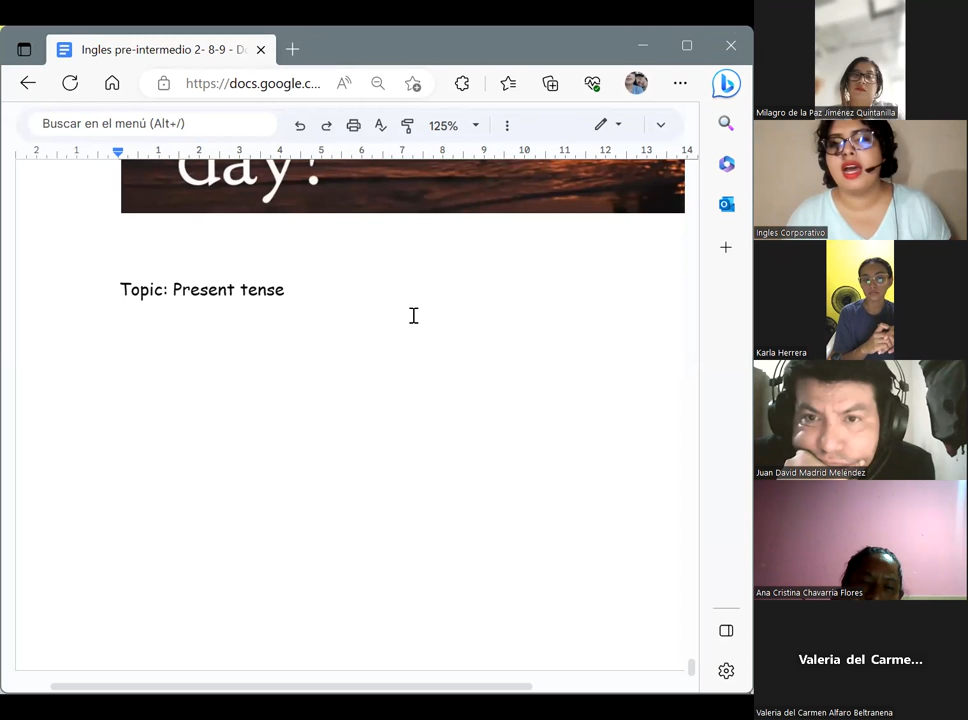 Ingles pre-intermedio 2- 8-9 - Do
https://docs.google.c...
Buscar en el menú (Alt+/)
125%
2 1 1 2 3 4 5 6 7 8 9 10 11 12 13 14
day!
Topic: Present tense
Milagro de la Paz Jiménez Quintanilla
Ingles Corporativo
Karla Herrera
Juan David Madrid Meléndez
Ana Cristina Chavarria Flores
Valeria del Carme...
Valeria del Carmen Alfaro Beltranena